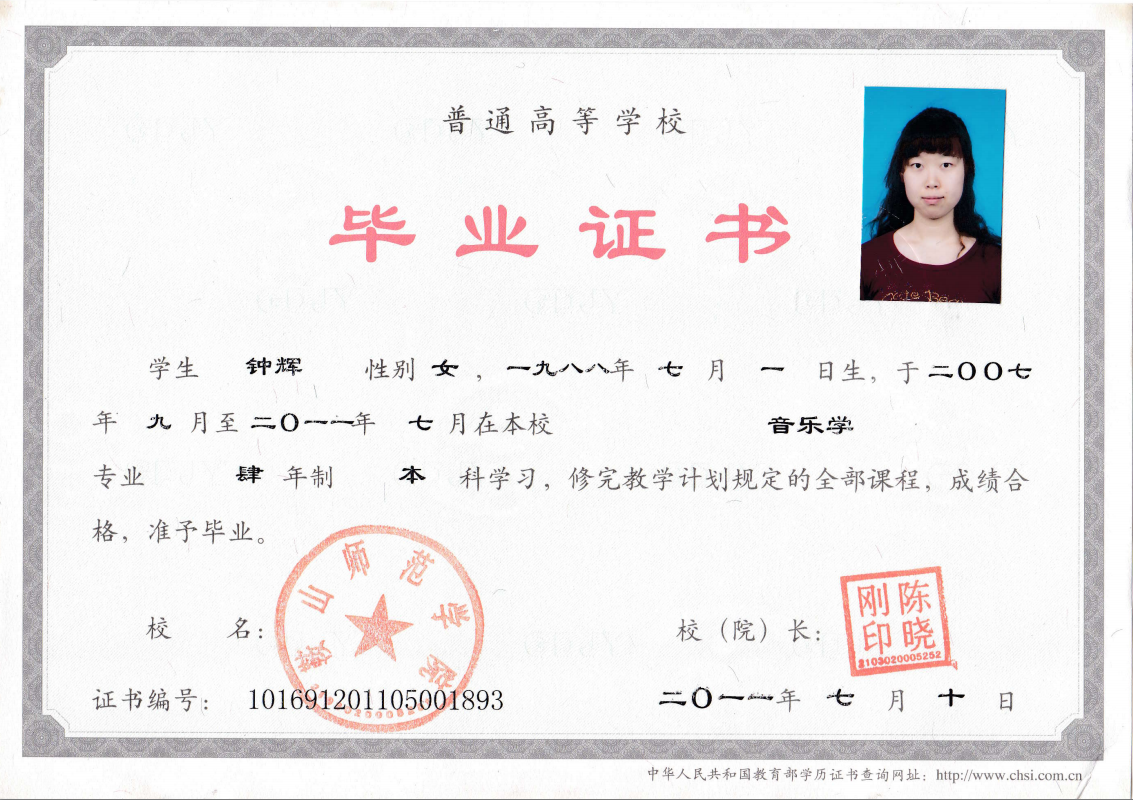 普通高等学校
毕业证书
学生 钟辉 性别 女 ，一九八八年 七 月 一 日生，于二〇〇七
年 九 月至二〇一一年 七 月在本校 音乐学
专业 肆 年制 本 科学习，修完教学计划规定的全部课程，成绩合
格，准予毕业。
鞍山师范学院
校 名：
校（院）长：
陈晓
刚印
2103020005252
证书编号： 101691201105001893
二〇一一年 七 月 十 日
中华人民共和国教育部学历证书查询网址：http://www.chsi.com.cn